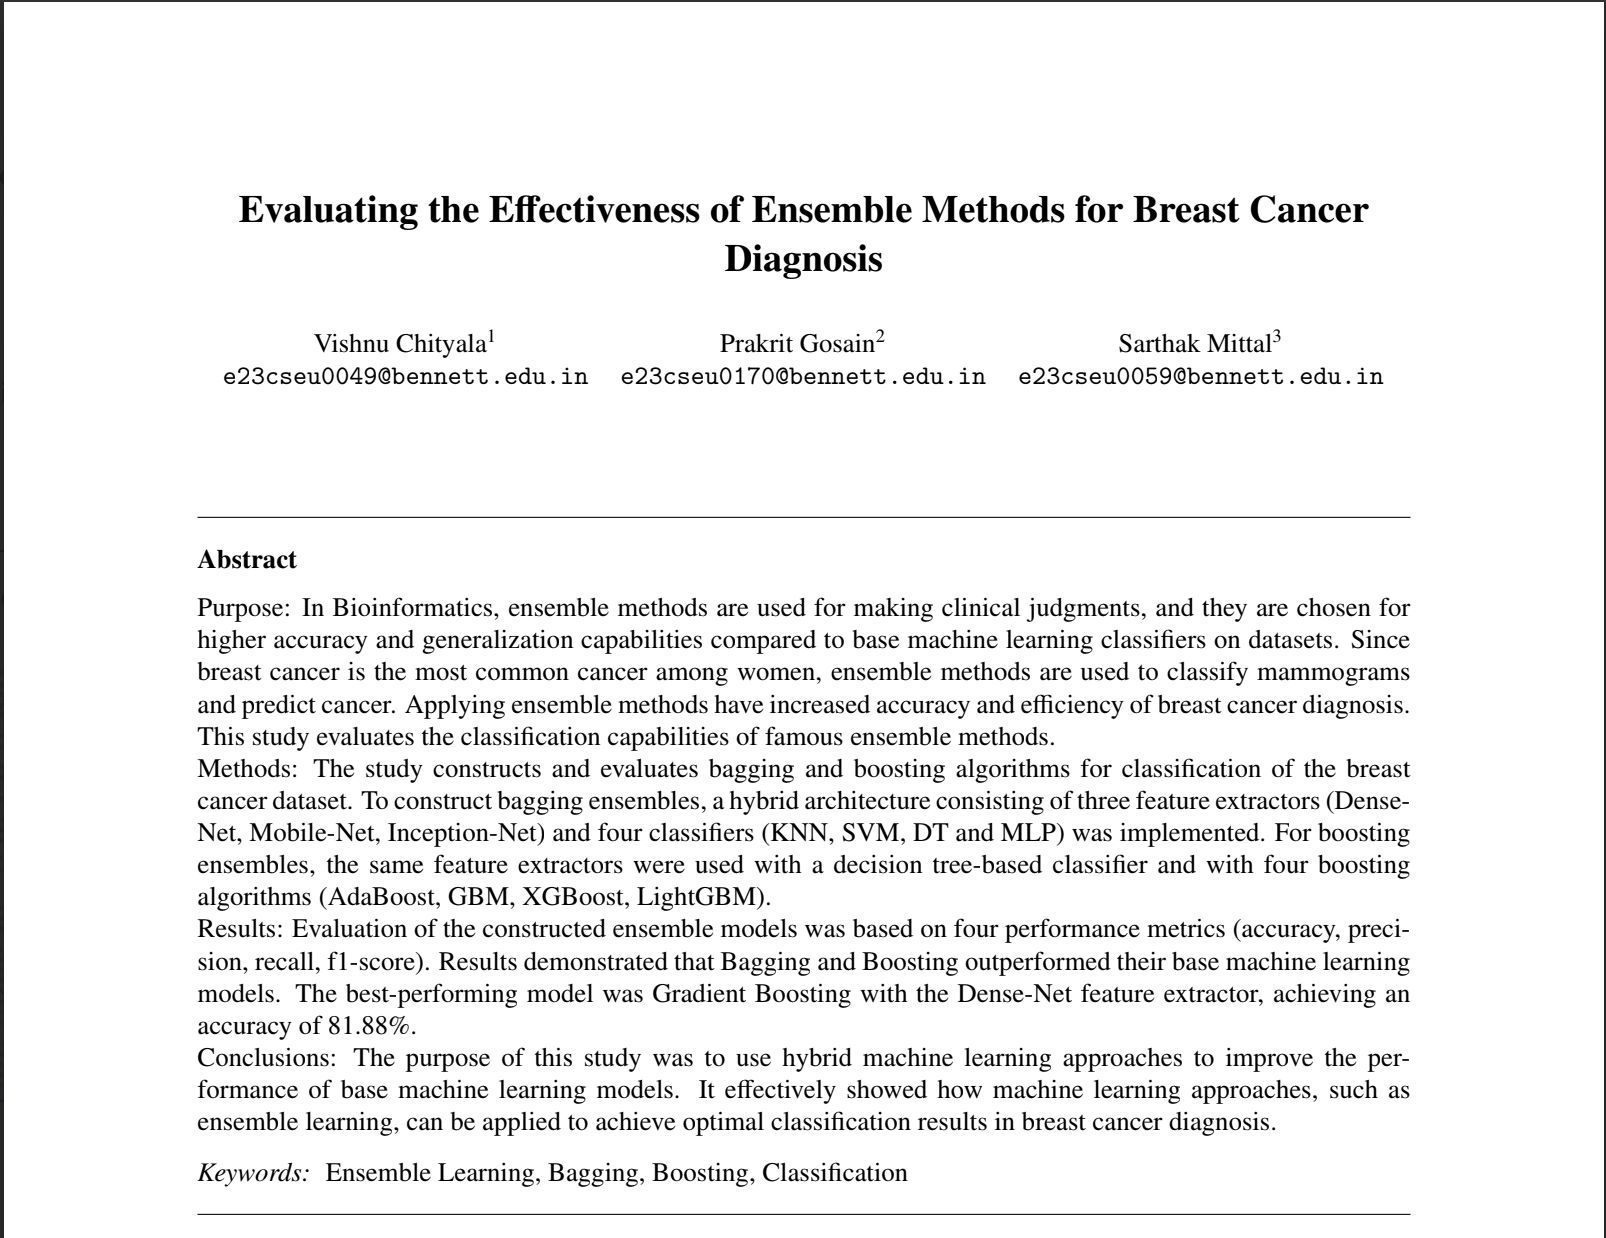 Evaluating the Effectiveness of Ensemble Methods for Breast Cancer
Diagnosis
Vishnu Chityala1 Prakrit Gosain2 Sarthak Mittal3
e23cseu0049@bennett.edu.in e23cseu0170@bennett.edu.in e23cseu0059@bennett.edu.in
Abstract
Purpose: In Bioinformatics, ensemble methods are used for making clinical judgments, and they are chosen for
higher accuracy and generalization capabilities compared to base machine learning classifiers on datasets. Since
breast cancer is the most common cancer among women, ensemble methods are used to classify mammograms
and predict cancer. Applying ensemble methods have increased accuracy and efficiency of breast cancer diagnosis.
This study evaluates the classification capabilities of famous ensemble methods.
Methods: The study constructs and evaluates bagging and boosting algorithms for classification of the breast
cancer dataset. To construct bagging ensembles, a hybrid architecture consisting of three feature extractors (Dense-
Net, Mobile-Net, Inception-Net) and four classifiers (KNN, SVM, DT and MLP) was implemented. For boosting
ensembles, the same feature extractors were used with a decision tree-based classifier and with four boosting
algorithms (AdaBoost, GBM, XGBoost, LightGBM).
Results: Evaluation of the constructed ensemble models was based on four performance metrics (accuracy, preci-
sion, recall, f1-score). Results demonstrated that Bagging and Boosting outperformed their base machine learning
models. The best-performing model was Gradient Boosting with the Dense-Net feature extractor, achieving an
accuracy of 81.88%.
Conclusions: The purpose of this study was to use hybrid machine learning approaches to improve the per-
formance of base machine learning models. It effectively showed how machine learning approaches, such as
ensemble learning, can be applied to achieve optimal classification results in breast cancer diagnosis.
Keywords: Ensemble Learning, Bagging, Boosting, Classification